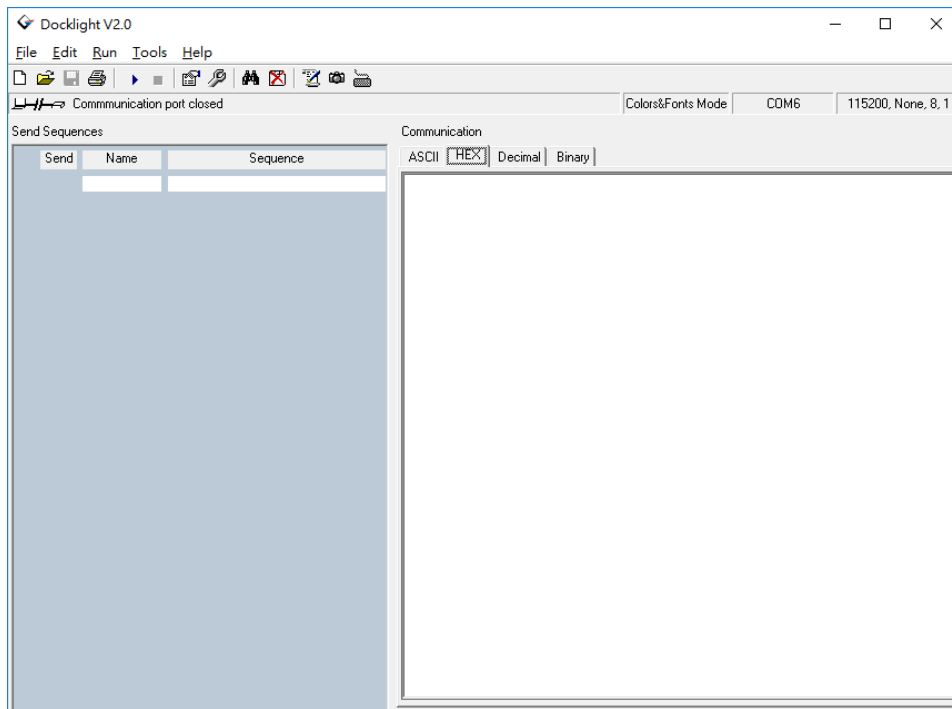 Docklight V2.0
File Edit Run Tools Help
Commmunication port closed
Colors&Fonts Mode
COM6
115200, None, 8, 1
Send Sequences
Send Name Sequence
Communication
ASCII HEX Decimal Binary